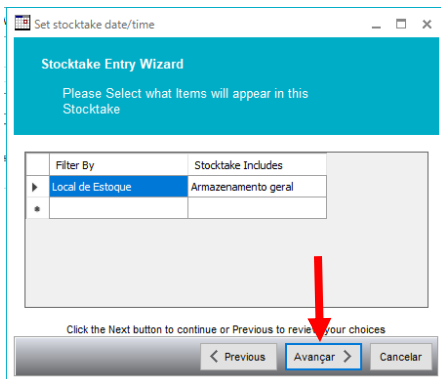 Set stocktake date/time
Stocktake Entry Wizard
Please Select what Items will appear in this
Stocktake
Filter By Stocktake Includes
Local de Estoque Armazenamento geral
Click the Next button to continue or Previous to review your choices
Previous Avançar Cancelar